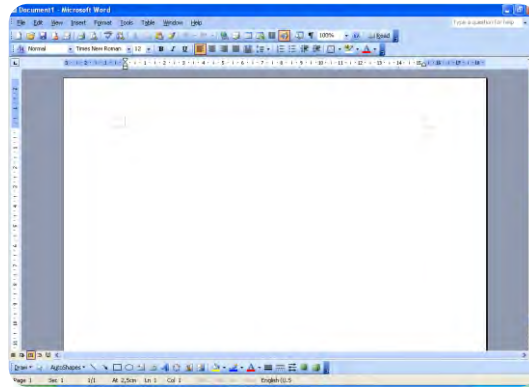 Document1 - Microsoft Word
File Edit View Insert Format Tools Table Window Help
Type a question for help
100% Read
Normal Times New Roman 12 B I U
Draw AutoShapes
Page 1 Sec 1 1/1 At 2,5cm Ln 1 Col 1 English (U.S